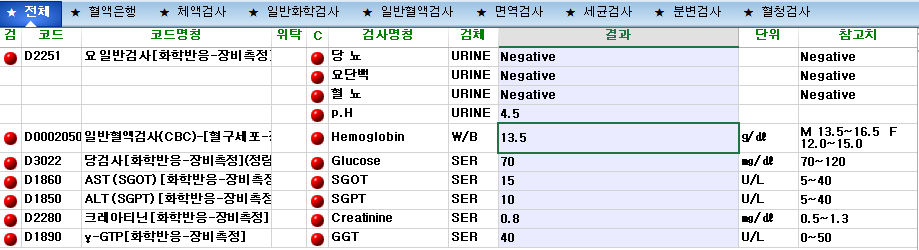 ★ 전체 ★ 혈액은행 ★ 체액검사 ★ 일반화학검사 ★ 일반혈액검사 ★ 면역검사 ★ 세균검사 ★ 분변검사 ★ 혈청검사
검 코드 코드명칭 위탁 C 검사명칭 검체 결과 단위 참고치
D2251 요일반검사[화학반응-장비측정] 당 뇨 URINE Negative Negative
요단백 URINE Negative Negative
혈 뇨 URINE Negative Negative
p.H URINE 4.5
D0002050 일반혈액검사(CBC)-[혈구세포- Hemoglobin W/B 13.5 g/㎗ M 13.5~16.5 F
12.0~15.0
D3022 당검사[화학반응-장비측정](정량 Glucose SER 70 ㎎/㎗ 70~120
D1860 AST(SGOT)[화학반응-장비측정 SGOT SER 15 U/L 5~40
D1850 ALT(SGPT)[화학반응-장비측정 SGPT SER 10 U/L 5~40
D2280 크레아티닌[화학반응-장비측정] Creatinine SER 0.8 ㎎/㎗ 0.5~1.3
D1890 γ-GTP[화학반응-장비측정] GGT SER 40 U/L 0~50